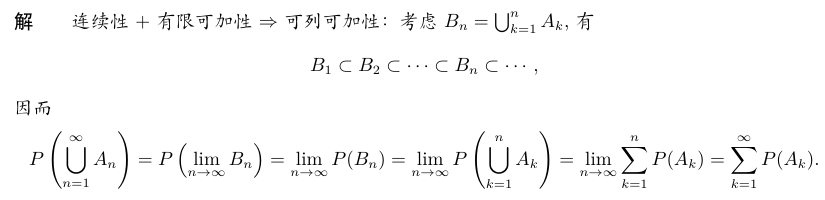 解 连续性 + 有限可加性 ⇒ 可列可加性：考虑 $B_n = \bigcup_{k=1}^{n} A_k$, 有
$B_1 \subset B_2 \subset \cdots \subset B_n \subset \cdots,$
因而
$P\left(\bigcup_{n=1}^{\infty} A_n\right) = P\left(\lim_{n\to\infty} B_n\right) = \lim_{n\to\infty} P(B_n) = \lim_{n\to\infty} P\left(\bigcup_{k=1}^{n} A_k\right) = \lim_{n\to\infty} \sum_{k=1}^{n} P(A_k) = \sum_{k=1}^{\infty} P(A_k).$